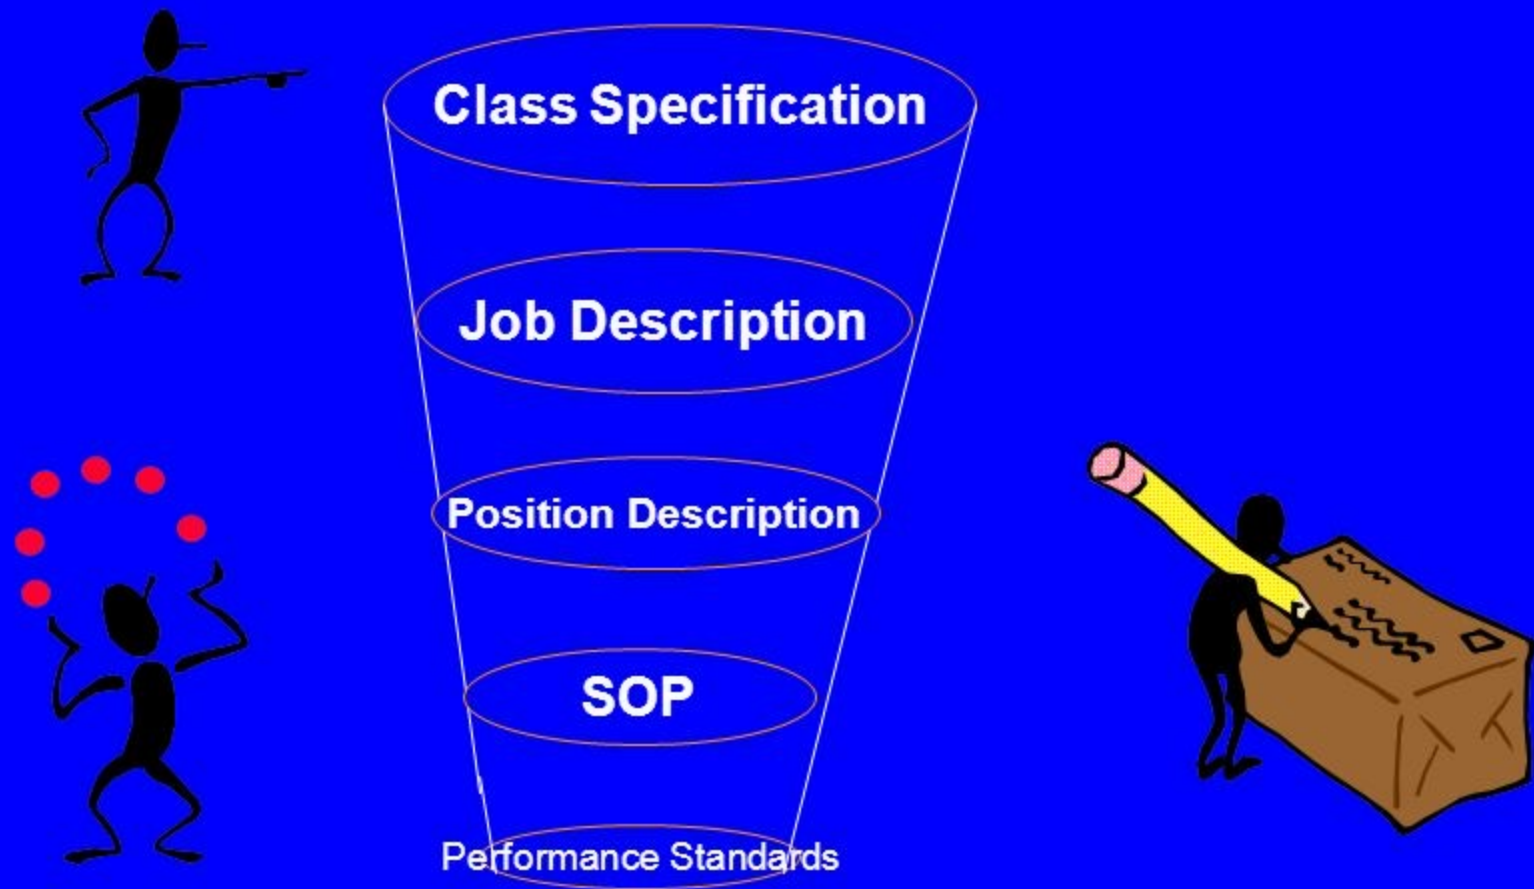 Class Specification
Job Description
Position Description
SOP
Performance Standards